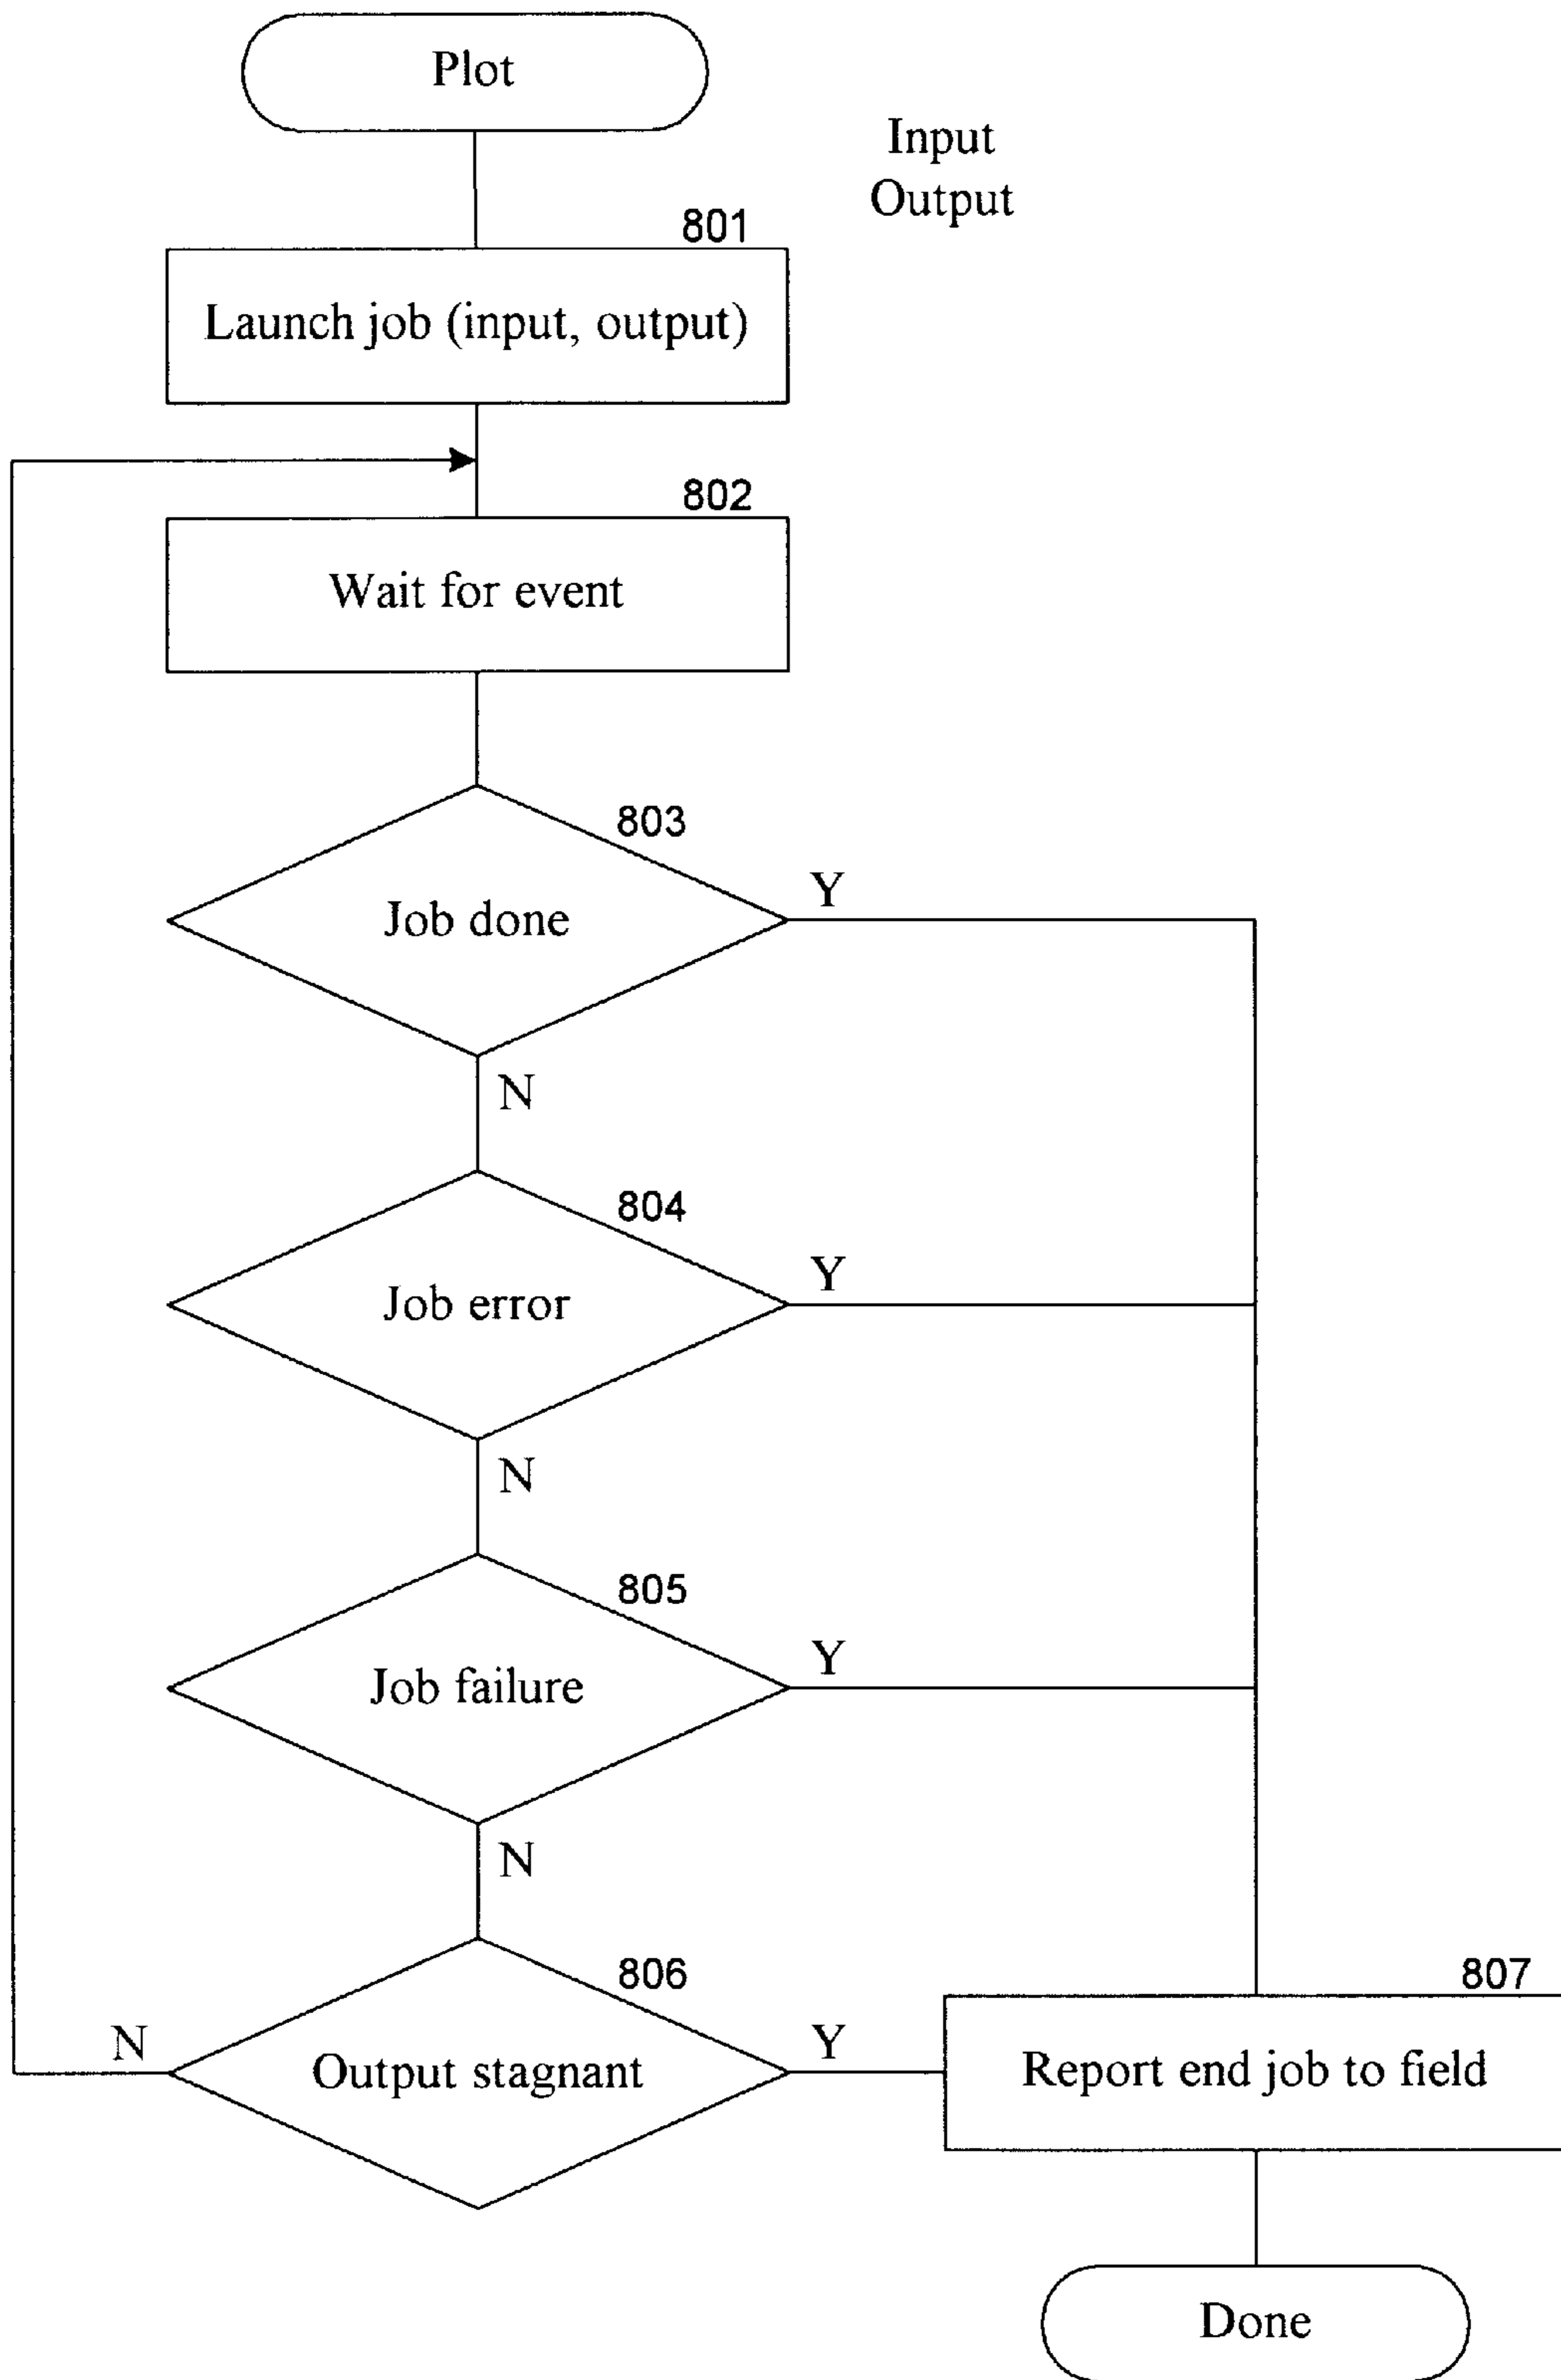 Plot
Input
Output
801
Launch job (input, output)
802
Wait for event
803
Job done
Y
N
804
Job error
Y
N
805
Job failure
Y
N
806
N
Output stagnant
Y
807
Report end job to field
Done